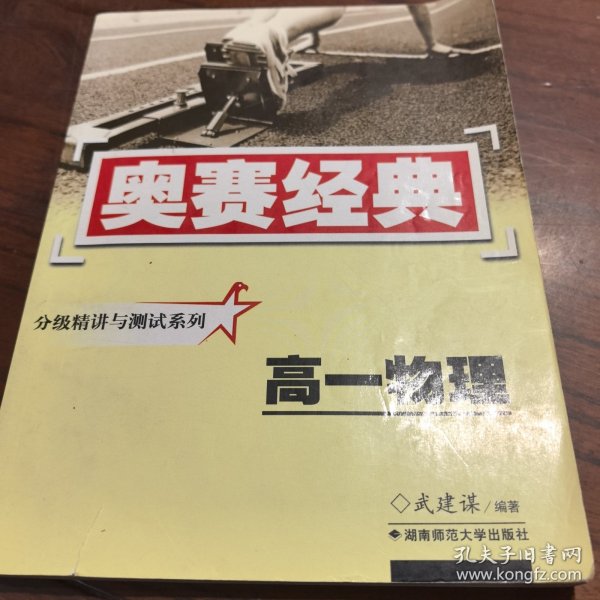 奥赛经典
分级精讲与测试系列
高一物理
◇武建谋/编著
湖南师范大学出版社
孔夫子旧书网
www.kongfz.com